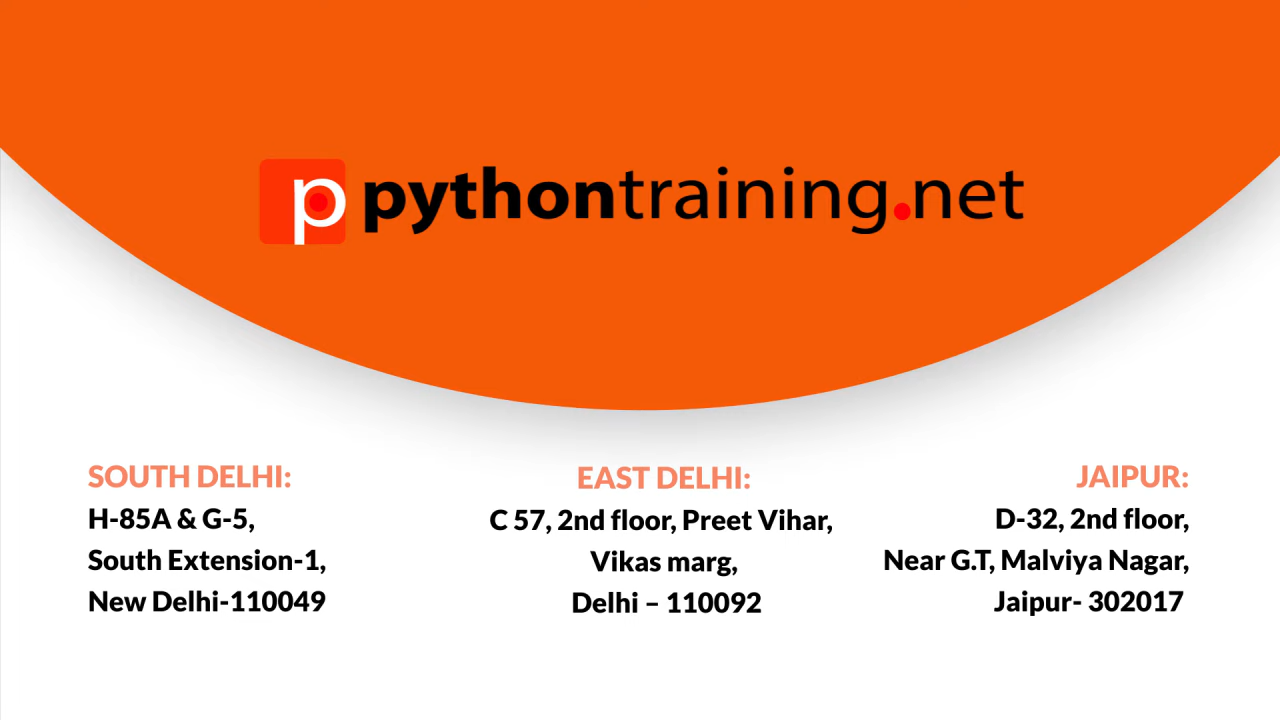 p pythontraining.net
SOUTH DELHI:
H-85A & G-5,
South Extension-1,
New Delhi-110049
EAST DELHI:
C 57, 2nd floor, Preet Vihar,
Vikas marg,
Delhi – 110092
JAIPUR:
D-32, 2nd floor,
Near G.T, Malviya Nagar,
Jaipur- 302017